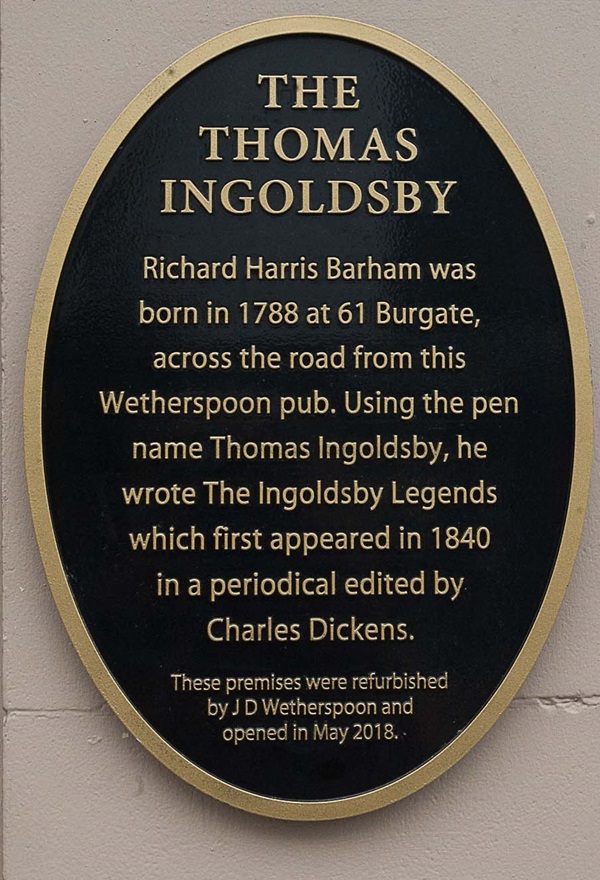 THE
THOMAS
INGOLDSBY
Richard Harris Barham was
born in 1788 at 61 Burgate,
across the road from this
Wetherspoon pub. Using the pen
name Thomas Ingoldsby, he
wrote The Ingoldsby Legends
which first appeared in 1840
in a periodical edited by
Charles Dickens.
These premises were refurbished
by J D Wetherspoon and
opened in May 2018.